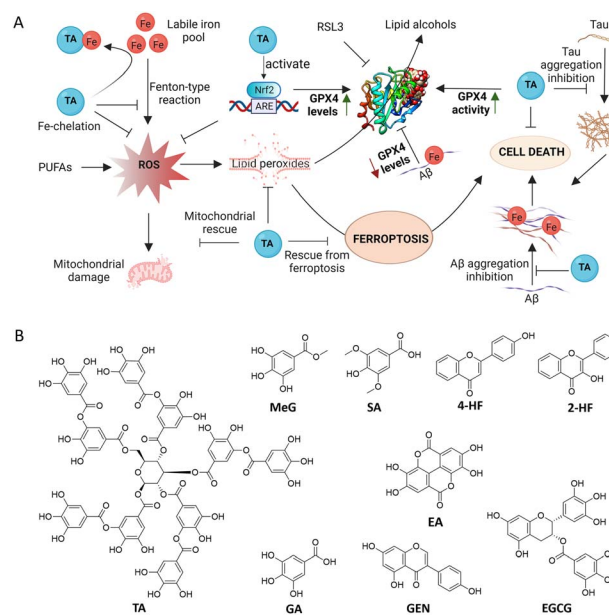 A
Labile iron
pool
TA
Fe
Fe
Fe
Fe
TA
Fe-chelation
Fenton-type
reaction
PUFAs
ROS
Mitochondrial
damage
TA
activate
Nrf2
ARE
GPX4
levels
RSL3
Lipid alcohols
Lipid peroxides
GPX4
levels
Fe
Aβ
GPX4
activity
TA
Tau
Tau
aggregation
inhibition
CELL DEATH
Mitochondrial
rescue
TA
Rescue from
ferroptosis
FERROPTOSIS
Fe
Fe
Fe
Aβ aggregation
inhibition
TA
Aβ
B
MeG
SA
4-HF
2-HF
EA
TA
GA
GEN
EGCG